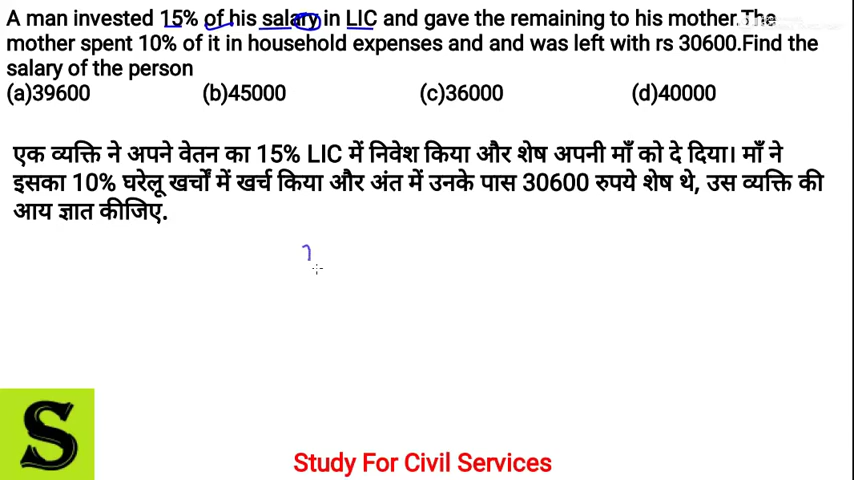 A man invested 15% of his salary in LIC and gave the remaining to his mother.The
mother spent 10% of it in household expenses and and was left with rs 30600.Find the
salary of the person
(a)39600 (b)45000 (c)36000 (d)40000
एक व्यक्ति ने अपने वेतन का 15% LIC में निवेश किया और शेष अपनी माँ को दे दिया। माँ ने
इसका 10% घरेलू खर्चों में खर्च किया और अंत में उनके पास 30600 रुपये शेष थे, उस व्यक्ति की
आय ज्ञात कीजिए.
S
Study For Civil Services